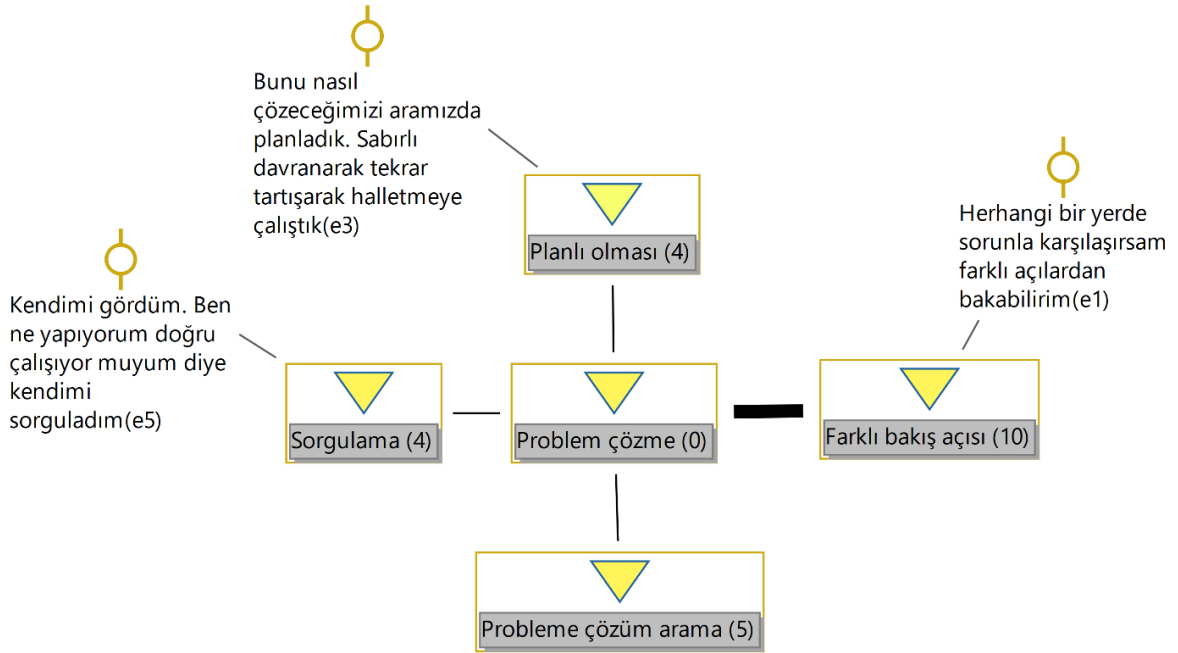 Bunu nasıl
çözeceğimizi aramızda
planladık. Sabırlı
davranarak tekrar
tartışarak halletmeye
çalıştık(e3)
Planlı olması (4)
Herhangi bir yerde
sorunla karşılaşırsam
farklı açılardan
bakabilirim(e1)
Kendimi gördüm. Ben
ne yapıyorum doğru
çalışıyor muyum diye
kendimi
sorguladım(e5)
Sorgulama (4)
Problem çözme (0)
Farklı bakış açısı (10)
Probleme çözüm arama (5)